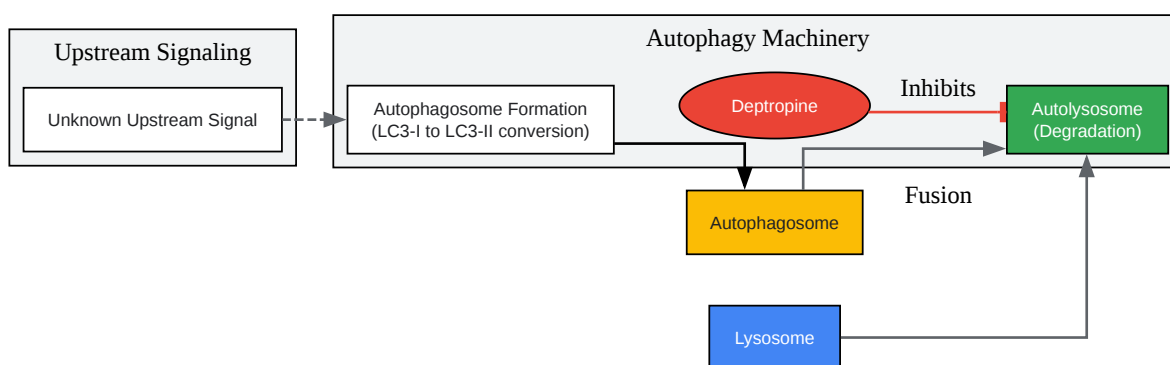 Upstream Signaling
Unknown Upstream Signal
Autophagy Machinery
Autophagosome Formation
(LC3-I to LC3-II conversion)
Deptropine
Inhibits
Autolysosome
(Degradation)
Fusion
Autophagosome
Lysosome